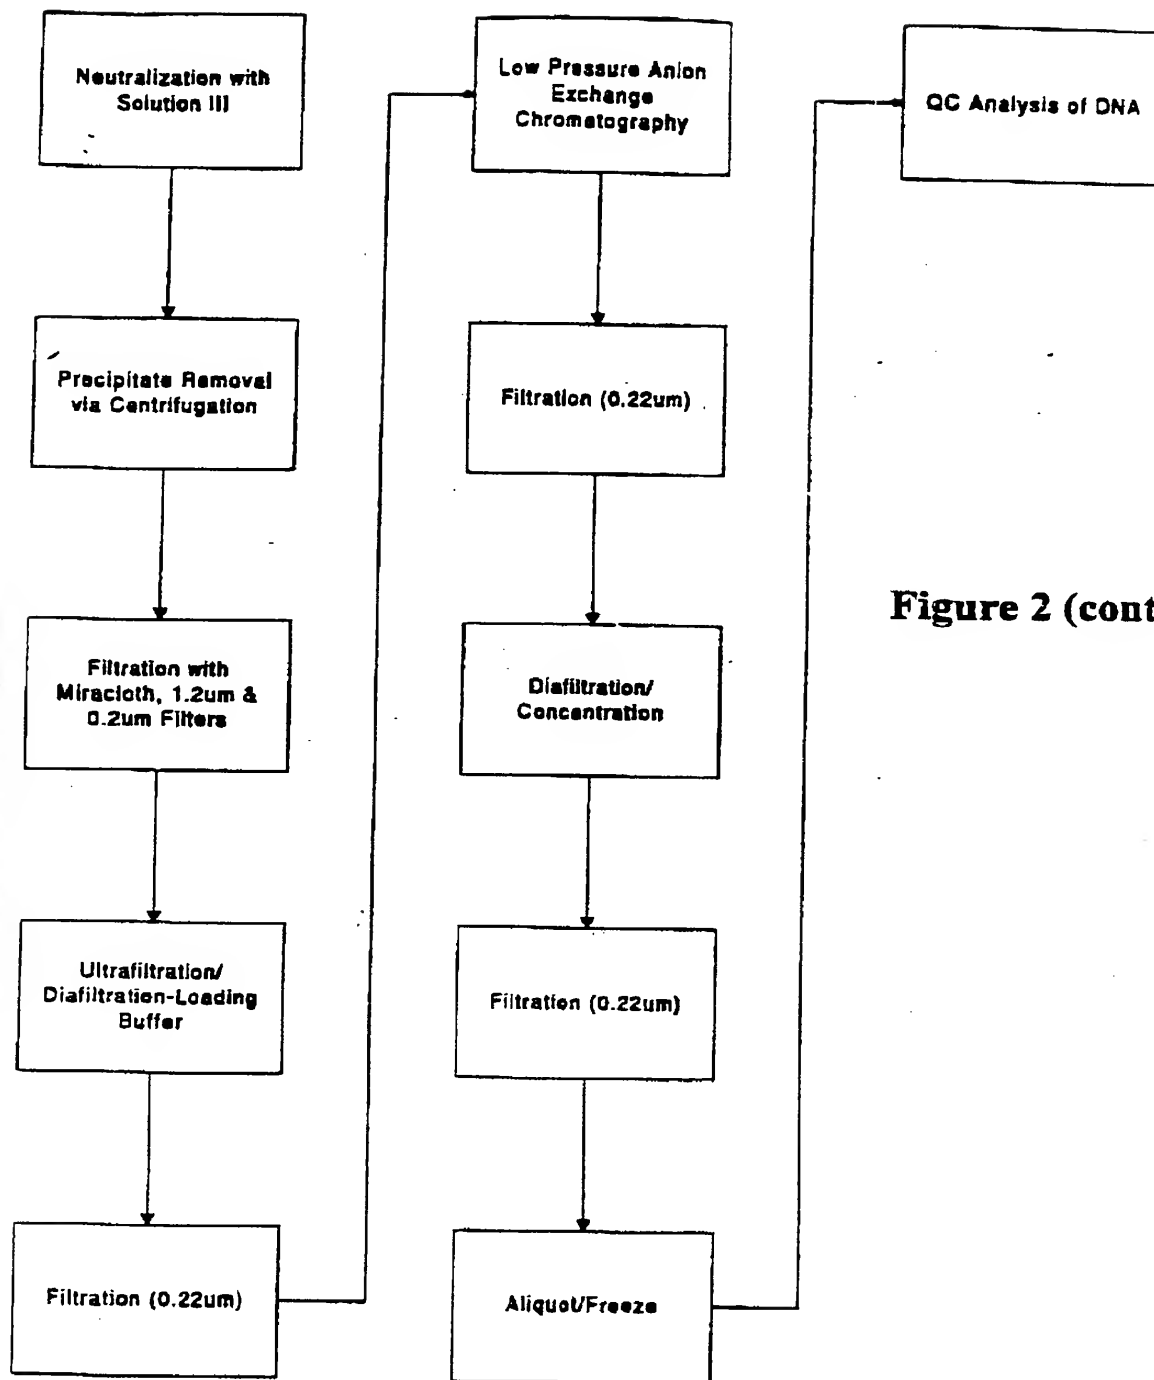 Neutralization with
Solution III
Precipitate Removal
via Centrifugation
Filtration with
Miracloth, 1.2um &
0.2um Filters
Ultrafiltration/
Diafiltration-Loading
Buffer
Filtration (0.22um)
Low Pressure Anion
Exchange
Chromatography
Filtration (0.22um)
Diafiltration/
Concentration
Filtration (0.22um)
Aliquot/Freeze
QC Analysis of DNA
Figure 2 (cont